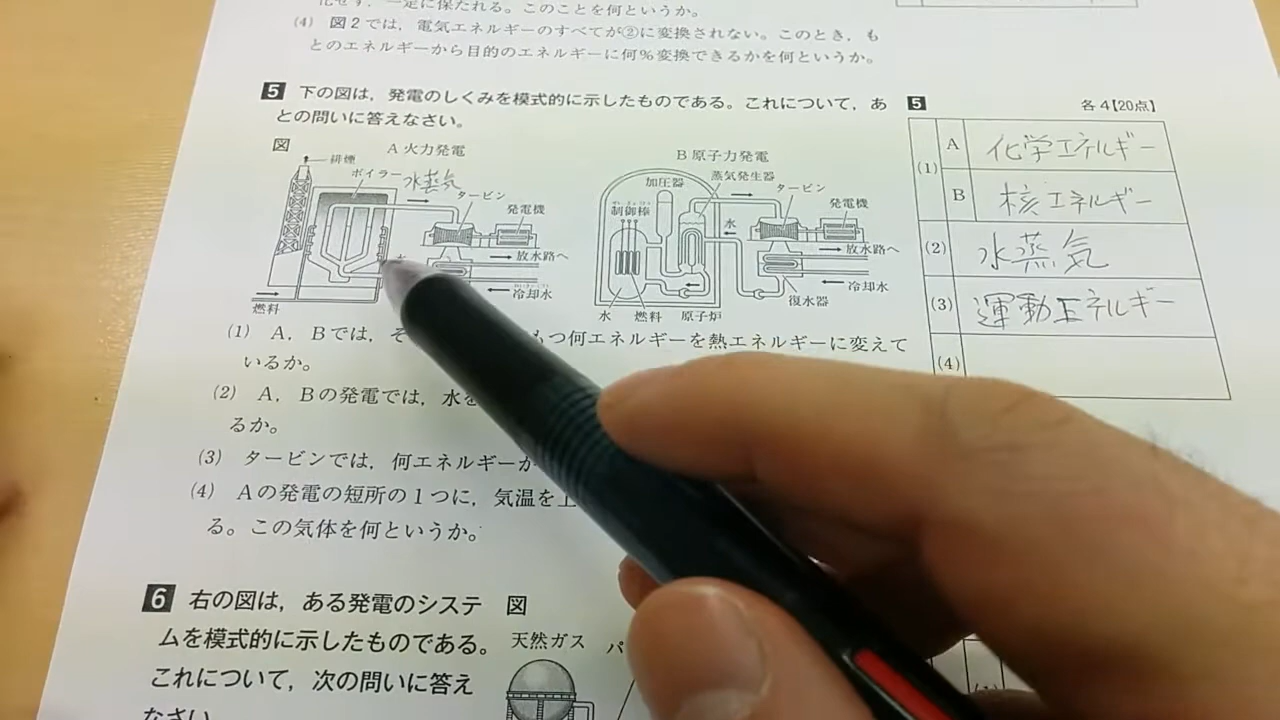 化せず，一定に保たれる。このことを何というか。
(4) 図2では，電気エネルギーのすべてが②に変換されない。このとき，も
とのエネルギーから目的のエネルギーに何％変換できるかを何というか。
5 下の図は，発電のしくみを模式的に示したものである。これについて，あ
との問いに答えなさい。
図
A 火力発電
排煙
ボイラー
水蒸気
タービン
発電機
放水路へ
冷却水
燃料
B 原子力発電
加圧器
蒸気発生器
制御棒
タービン
発電機
水
放水路へ
冷却水
復水器
水
燃料
原子炉
(1) A，Bでは，そ
もつ何エネルギーを熱エネルギーに変えて
いるか。
(2) A，Bの発電では，水を
るか。
(3) タービンでは，何エネルギーか
(4) Aの発電の短所の1つに，気温を上
る。この気体を何というか。
5
各4【20点】
(1)
A 化学エネルギー
B 核エネルギー
(2) 水蒸気
(3) 運動エネルギー
(4)
6 右の図は，ある発電のシステ
ムを模式的に示したものである。
これについて，次の問いに答え
なさい。
図
天然ガス
パ